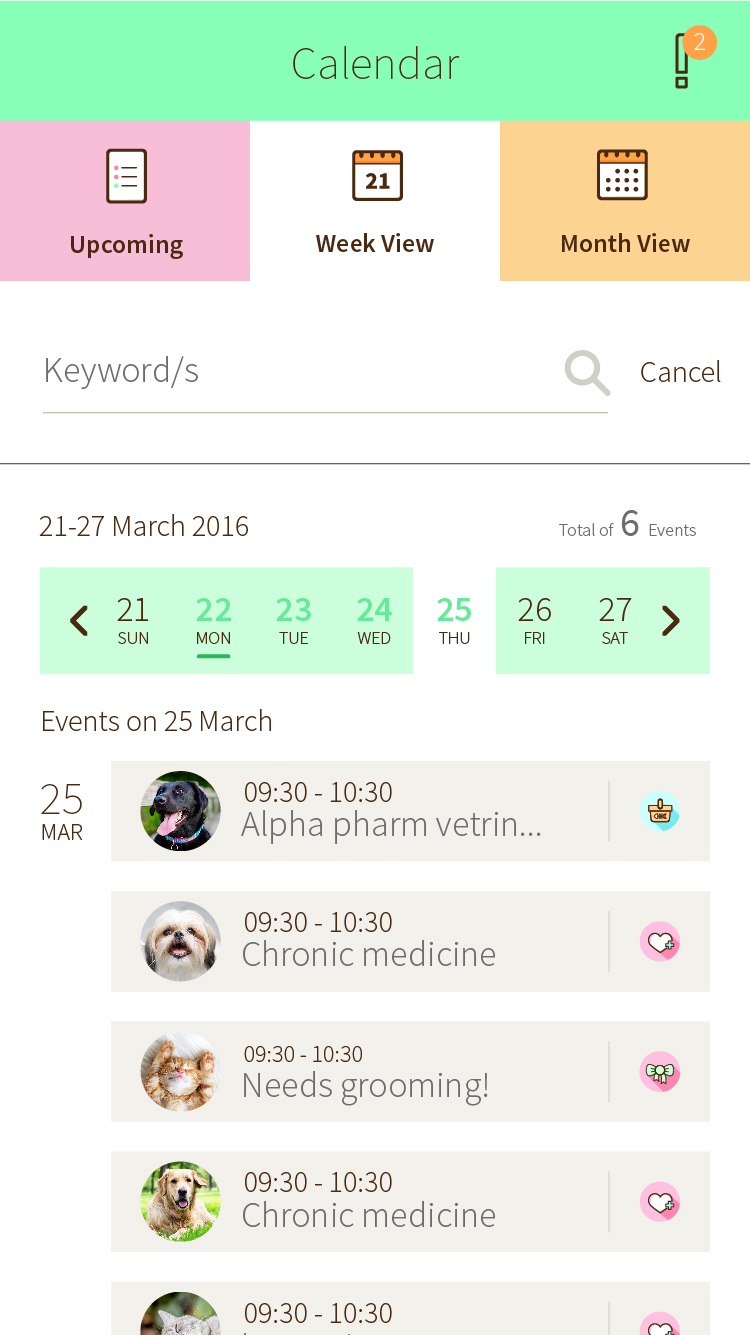 Calendar
2
21
Upcoming
Week View
Month View
Keyword/s
Cancel
21-27 March 2016
Total of 6 Events
21 22 23 24 25 26 27
SUN MON TUE WED THU FRI SAT
Events on 25 March
25
MAR
09:30 - 10:30
Alpha pharm vetrin...
09:30 - 10:30
Chronic medicine
09:30 - 10:30
Needs grooming!
09:30 - 10:30
Chronic medicine
09:30 - 10:30